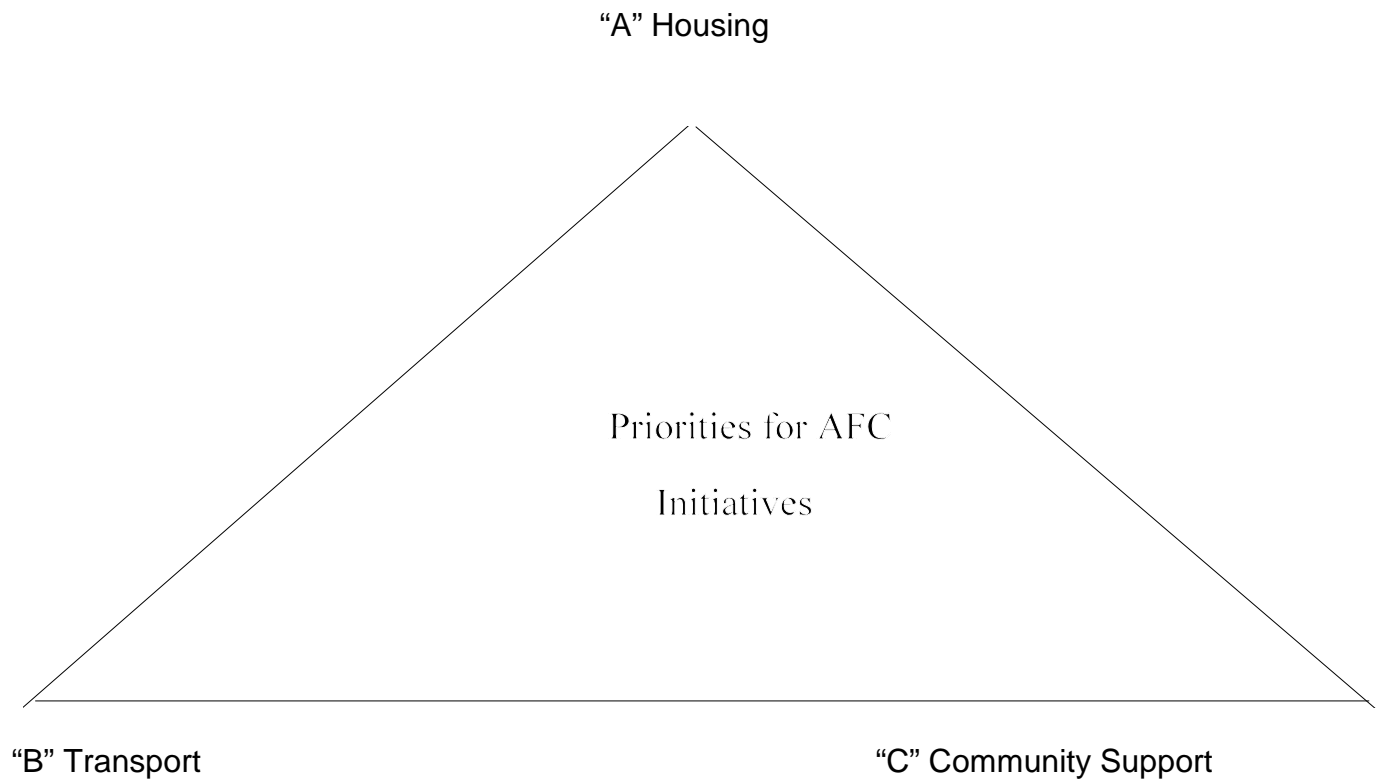 “A” Housing
Priorities for AFC
Initiatives
“B” Transport
“C” Community Support